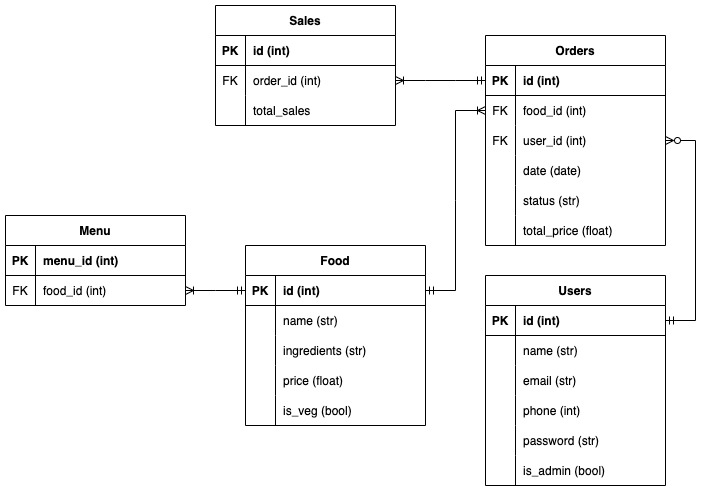 Sales
PK id (int)
FK order_id (int)
total_sales
Orders
PK id (int)
FK food_id (int)
FK user_id (int)
date (date)
status (str)
total_price (float)
Menu
PK menu_id (int)
FK food_id (int)
Food
PK id (int)
name (str)
ingredients (str)
price (float)
is_veg (bool)
Users
PK id (int)
name (str)
email (str)
phone (int)
password (str)
is_admin (bool)